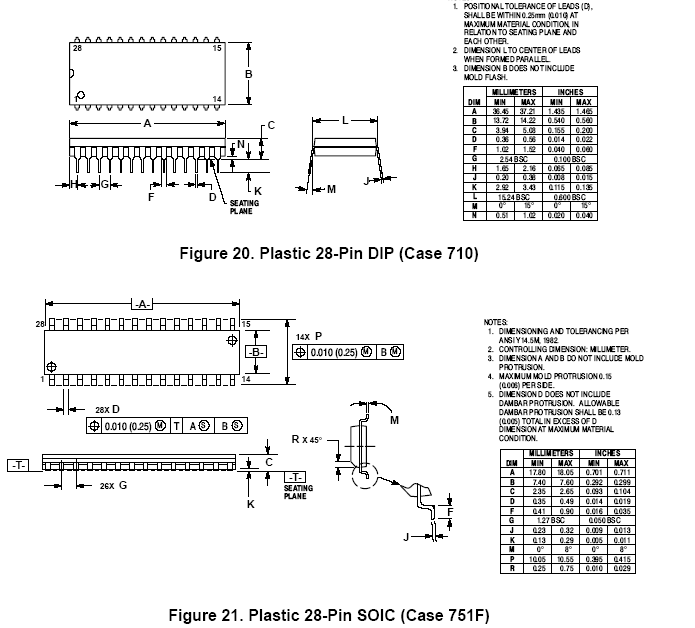 1. POSITIONAL TOLERANCE OF LEADS (D),
SHALL BE WITHIN 0.25mm (0.010) AT
MAXIMUM MATERIAL CONDITION, IN
RELATION TO SEATING PLANE AND
EACH OTHER.
2. DIMENSION L TO CENTER OF LEADS
WHEN FORMED PARALLEL.
3. DIMENSION B DOES NOT INCLUDE
MOLD FLASH.
28 15
B
1 14
A
C
N
H G
F
D
K
SEATING
PLANE
L
M
J
MILLIMETERS INCHES
DIM MIN MAX MIN MAX
A 36.45 37.21 1.435 1.465
B 13.72 14.22 0.540 0.560
C 3.94 5.08 0.155 0.200
D 0.36 0.56 0.014 0.022
F 1.02 1.52 0.040 0.060
G 2.54 BSC 0.100 BSC
H 1.65 2.16 0.065 0.085
J 0.20 0.38 0.008 0.015
K 2.92 3.43 0.115 0.135
L 15.24 BSC 0.600 BSC
M 0° 15° 0° 15°
N 0.51 1.02 0.020 0.040
Figure 20. Plastic 28-Pin DIP (Case 710)
-A-
28 15
-B-
1 14
14X P
0.010 (0.25) M B M
28X D
0.010 (0.25) M T A S B S
-T-
C
26X G
K
-T-
SEATING
PLANE
R X 45°
M
F
J
NOTES:
1. DIMENSIONING AND TOLERANCING PER
ANSI Y14.5M, 1982.
2. CONTROLLING DIMENSION: MILLIMETER.
3. DIMENSION A AND B DO NOT INCLUDE MOLD
PROTRUSION.
4. MAXIMUM MOLD PROTRUSION 0.15
(0.006) PER SIDE.
5. DIMENSION D DOES NOT INCLUDE
DAMBAR PROTRUSION. ALLOWABLE
DAMBAR PROTRUSION SHALL BE 0.13
(0.005) TOTAL IN EXCESS OF D
DIMENSION AT MAXIMUM MATERIAL
CONDITION.
MILLIMETERS INCHES
DIM MIN MAX MIN MAX
A 17.80 18.05 0.701 0.711
B 7.40 7.60 0.292 0.299
C 2.35 2.65 0.093 0.104
D 0.35 0.49 0.014 0.019
F 0.41 0.90 0.016 0.035
G 1.27 BSC 0.050 BSC
J 0.23 0.32 0.009 0.013
K 0.13 0.29 0.005 0.011
M 0° 8° 0° 8°
P 10.05 10.55 0.395 0.415
R 0.25 0.75 0.010 0.029
Figure 21. Plastic 28-Pin SOIC (Case 751F)